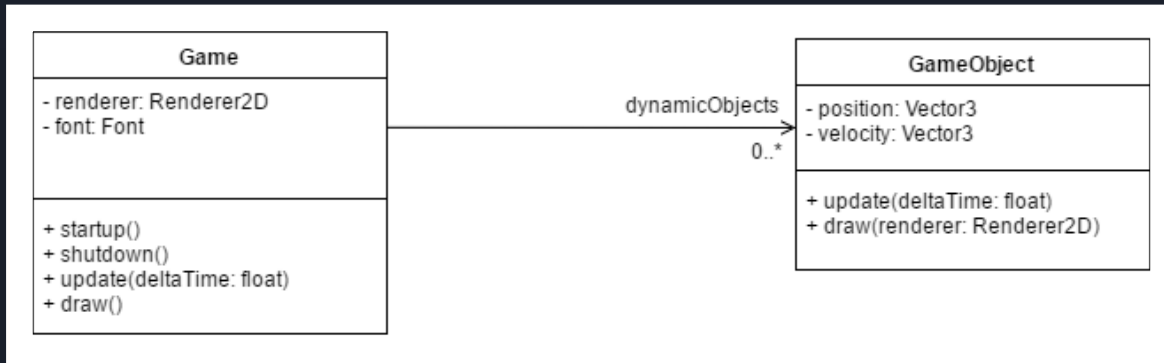 Game
- renderer: Renderer2D
- font: Font
+ startup()
+ shutdown()
+ update(deltaTime: float)
+ draw()
dynamicObjects
0..*
GameObject
- position: Vector3
- velocity: Vector3
+ update(deltaTime: float)
+ draw(renderer: Renderer2D)